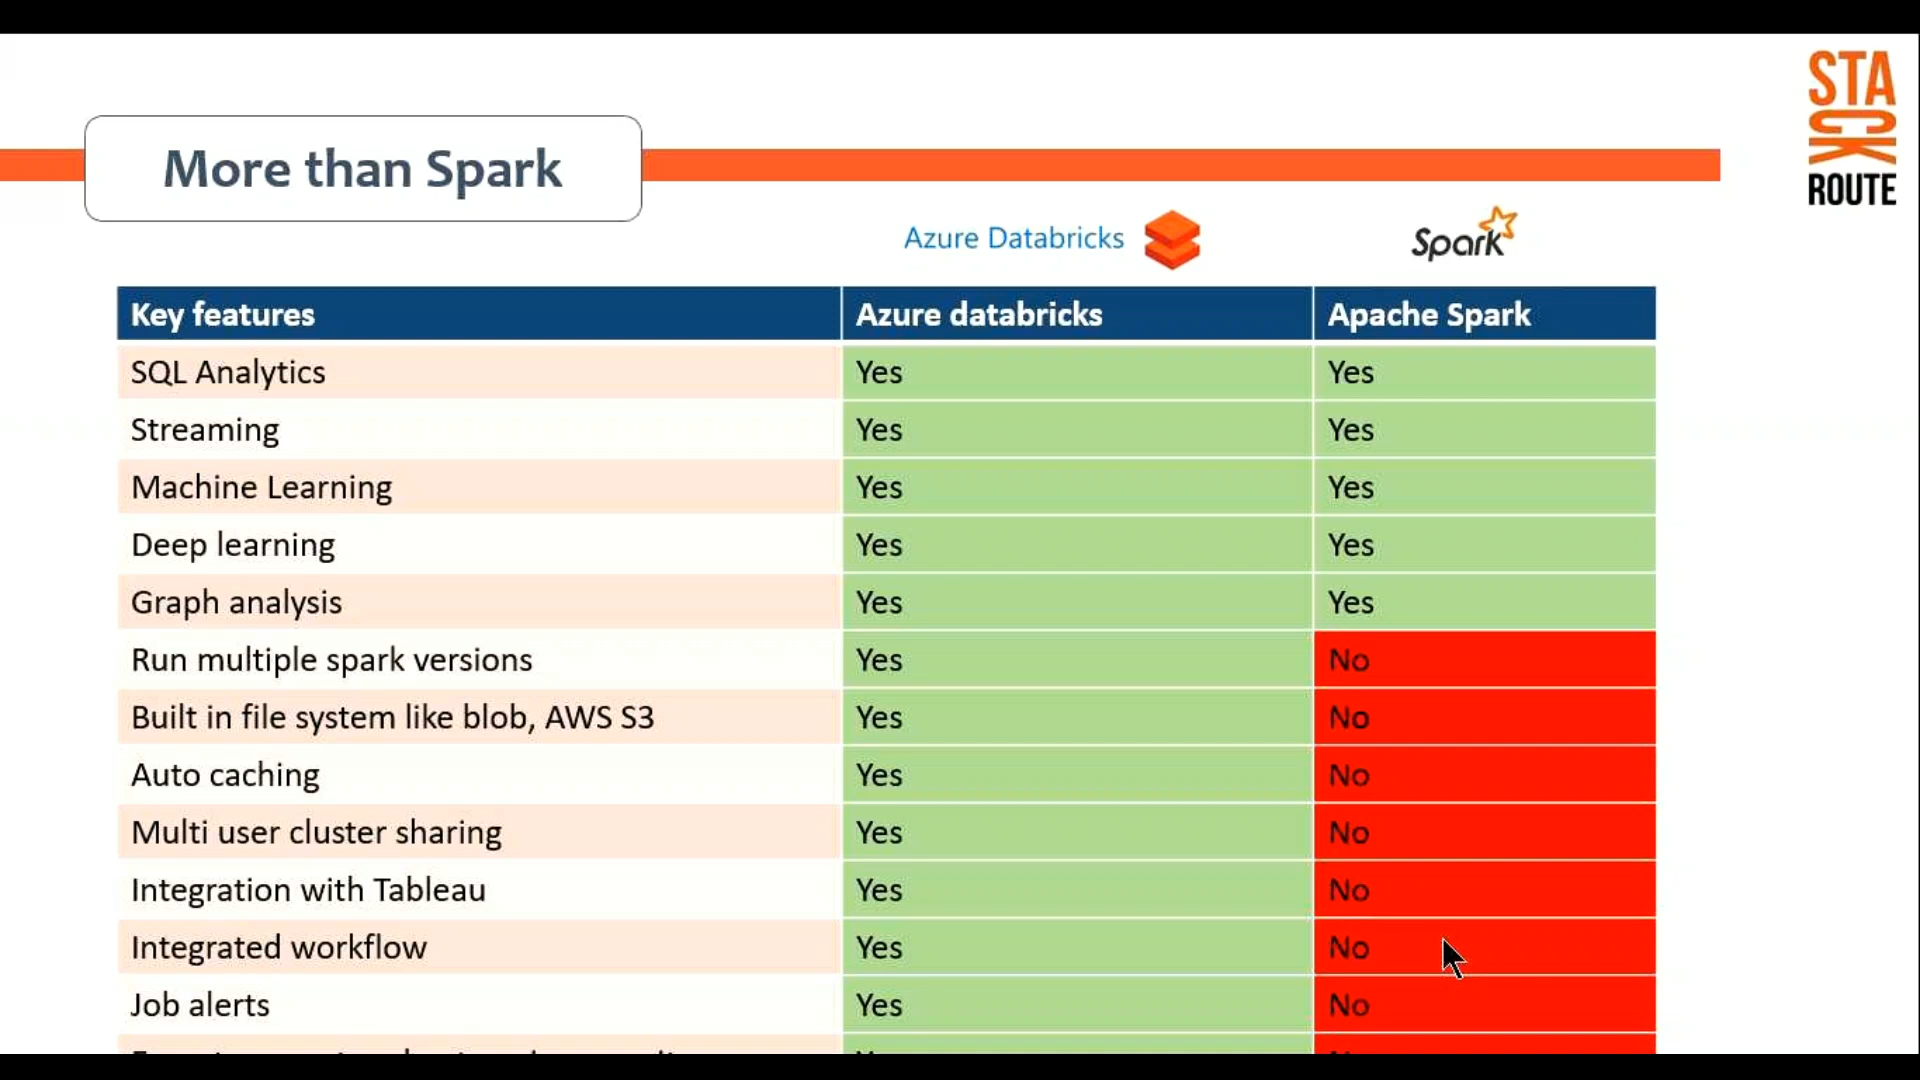 STA
CK
ROUTE
More than Spark
Azure Databricks
Spark
Key features Azure databricks Apache Spark
SQL Analytics Yes Yes
Streaming Yes Yes
Machine Learning Yes Yes
Deep learning Yes Yes
Graph analysis Yes Yes
Run multiple spark versions Yes No
Built in file system like blob, AWS S3 Yes No
Auto caching Yes No
Multi user cluster sharing Yes No
Integration with Tableau Yes No
Integrated workflow Yes No
Job alerts Yes No